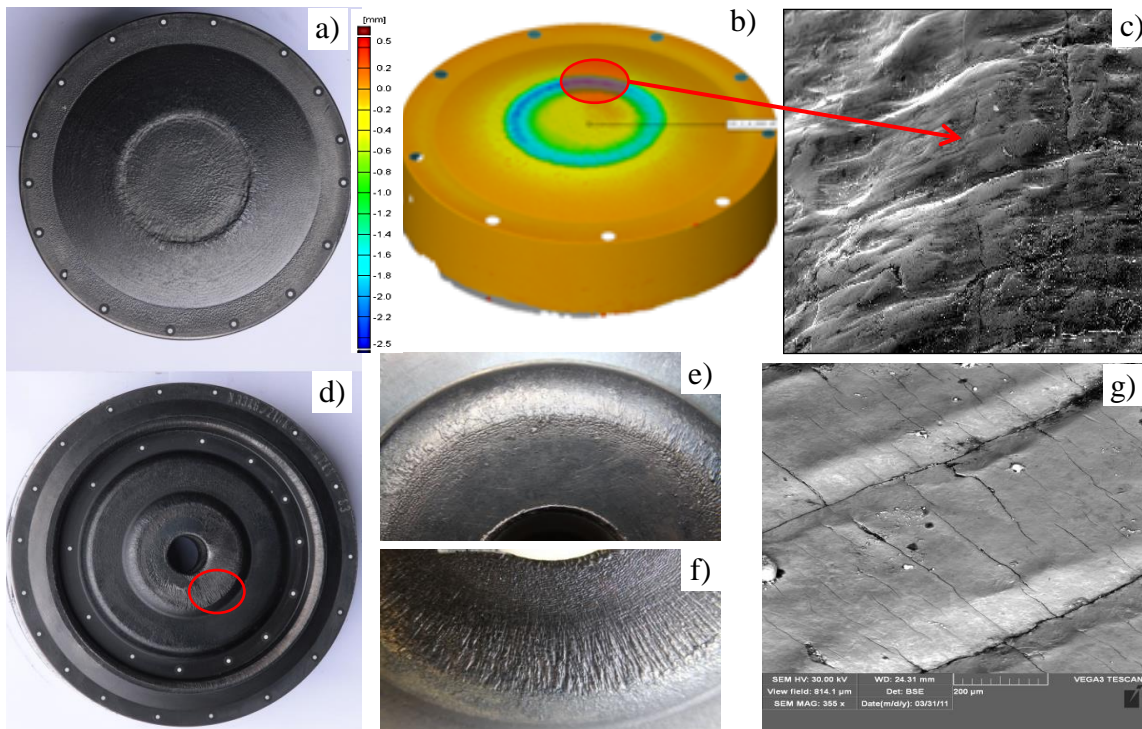 a)
[mm]
0.5
0.2
0.0
-0.2
-0.4
-0.6
-0.8
-1.0
-1.2
-1.4
-1.6
-1.8
-2.0
-2.2
-2.5
b)
c)
d)
e)
f)
g)
SEM HV: 30.00 kV WD: 24.31 mm VEGA3 TESCAN
View field: 814.1 µm Det: BSE 200 µm
SEM MAG: 355 x Date(m/d/y): 03/31/11